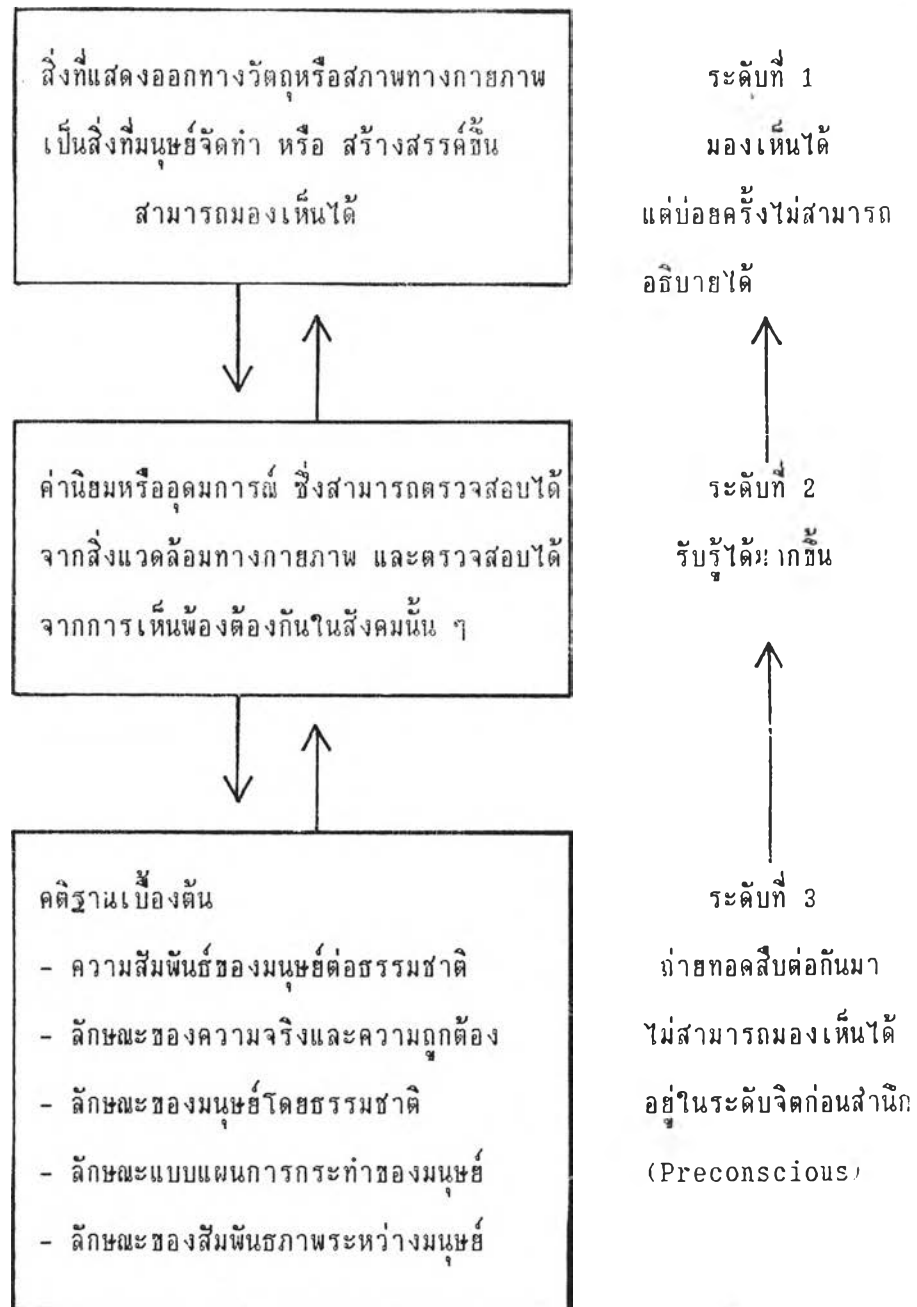 สิ่งที่แสดงออกทางวัตถุหรือสภาพทางกายภาพ
เป็นสิ่งที่มนุษย์จัดทำ หรือ สร้างสรรค์ขึ้น
สามารถมองเห็นได้
ระดับที่ 1
มองเห็นได้
แต่บ่อยครั้งไม่สามารถ
อธิบายได้
ค่านิยมหรืออุดมการณ์ ซึ่งสามารถตรวจสอบได้
จากสิ่งแวดล้อมทางกายภาพ และตรวจสอบได้
จากการเห็นพ้องต้องกันในสังคมนั้น ๆ
ระดับที่ 2
รับรู้ได้มากขึ้น
คติฐานเบื้องต้น
- ความสัมพันธ์ของมนุษย์ต่อธรรมชาติ
- ลักษณะของความจริงและความถูกต้อง
- ลักษณะของมนุษย์โดยธรรมชาติ
- ลักษณะแบบแผนการกระทำของมนุษย์
- ลักษณะของสัมพันธภาพระหว่างมนุษย์
ระดับที่ 3
ถ่ายทอดสืบต่อกันมา
ไม่สามารถมองเห็นได้
อยู่ในระดับจิตก่อนสำนึก
(Preconscious)